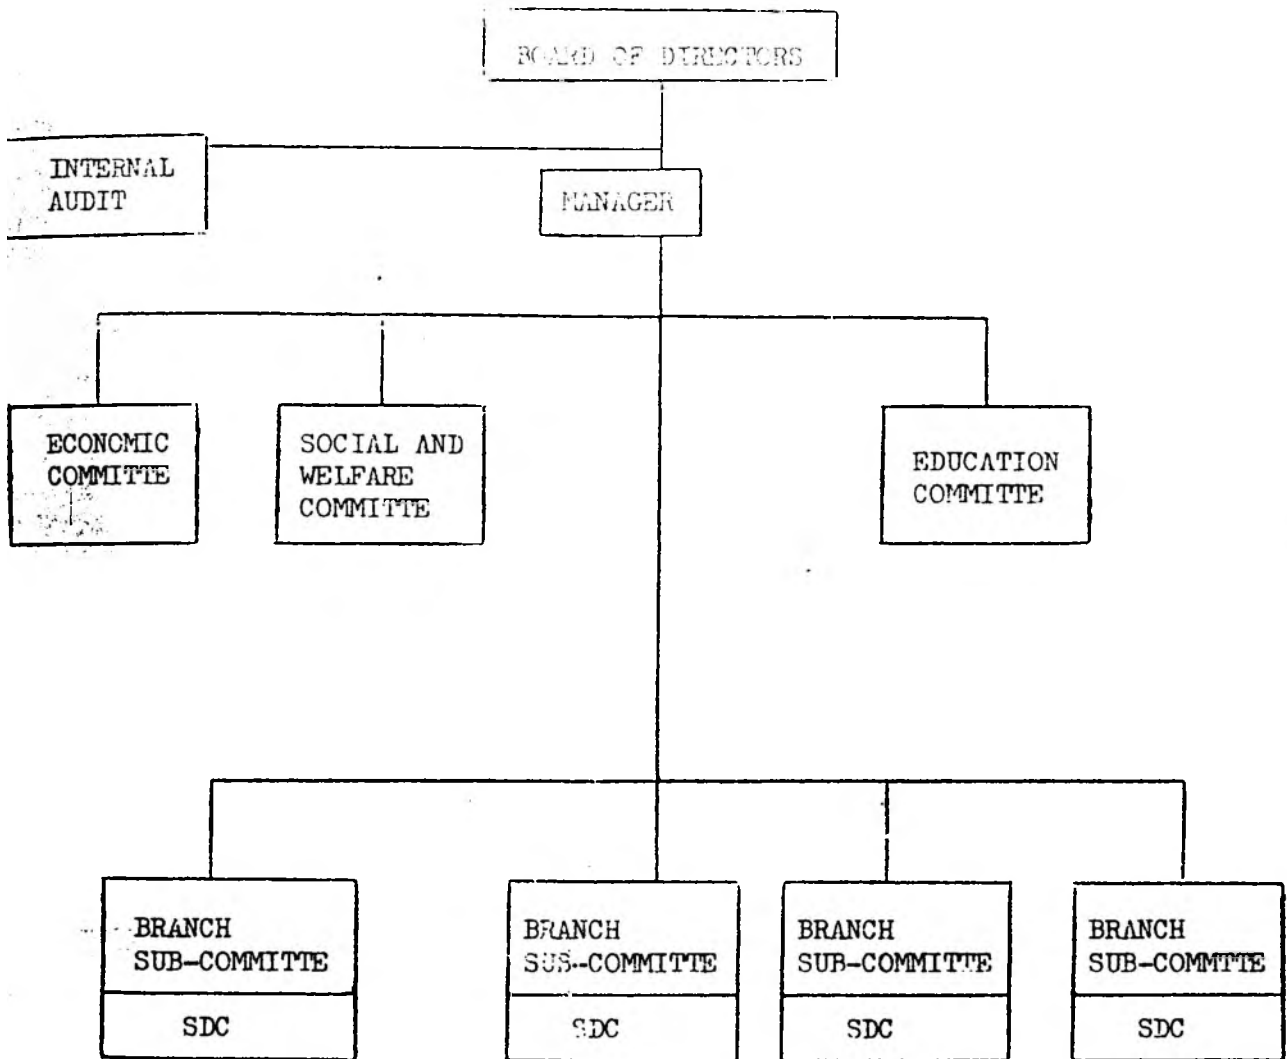 BOARD OF DIRECTORS
INTERNAL
AUDIT
MANAGER
ECONOMIC
COMMITTE
SOCIAL AND
WELFARE
COMMITTE
EDUCATION
COMMITTE
BRANCH
SUB-COMMITTE
SDC
BRANCH
SUB-COMMITTE
SDC
BRANCH
SUB-COMMITTE
SDC
BRANCH
SUB-COMMTTE
SDC